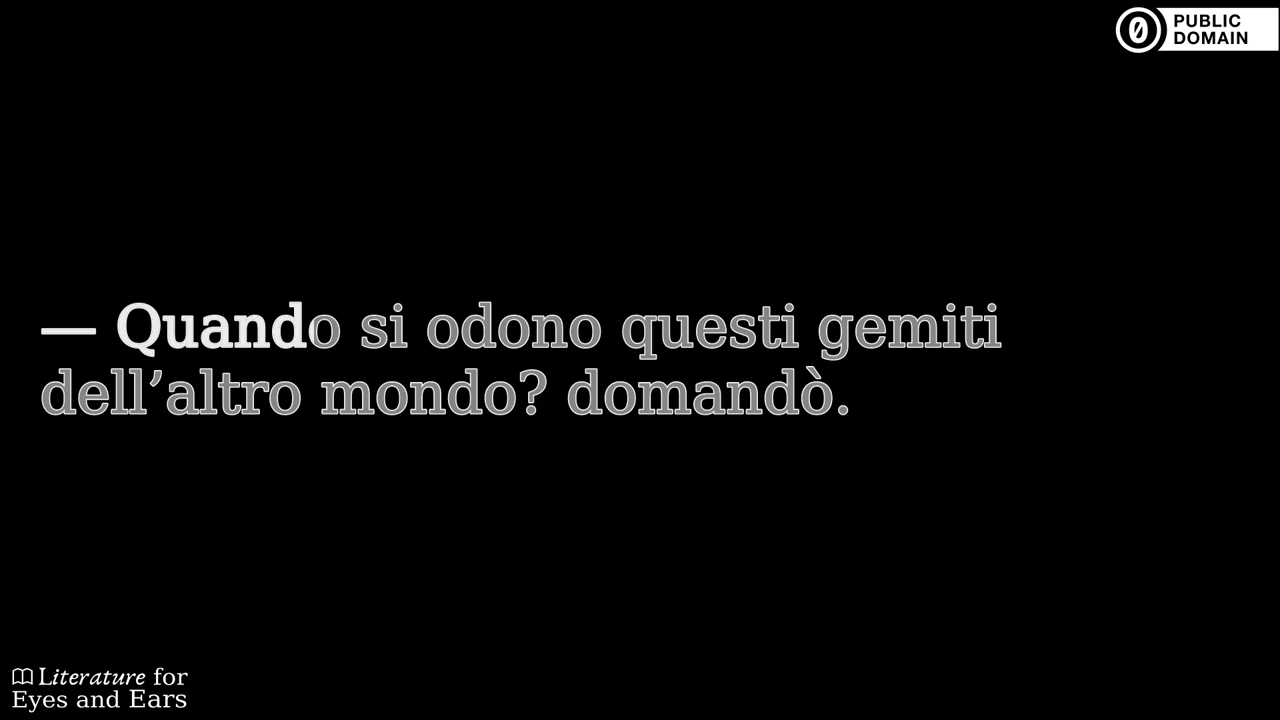 PUBLIC
DOMAIN
— Quando si odono questi gemiti
dell’altro mondo? domandò.
Literature for
Eyes and Ears